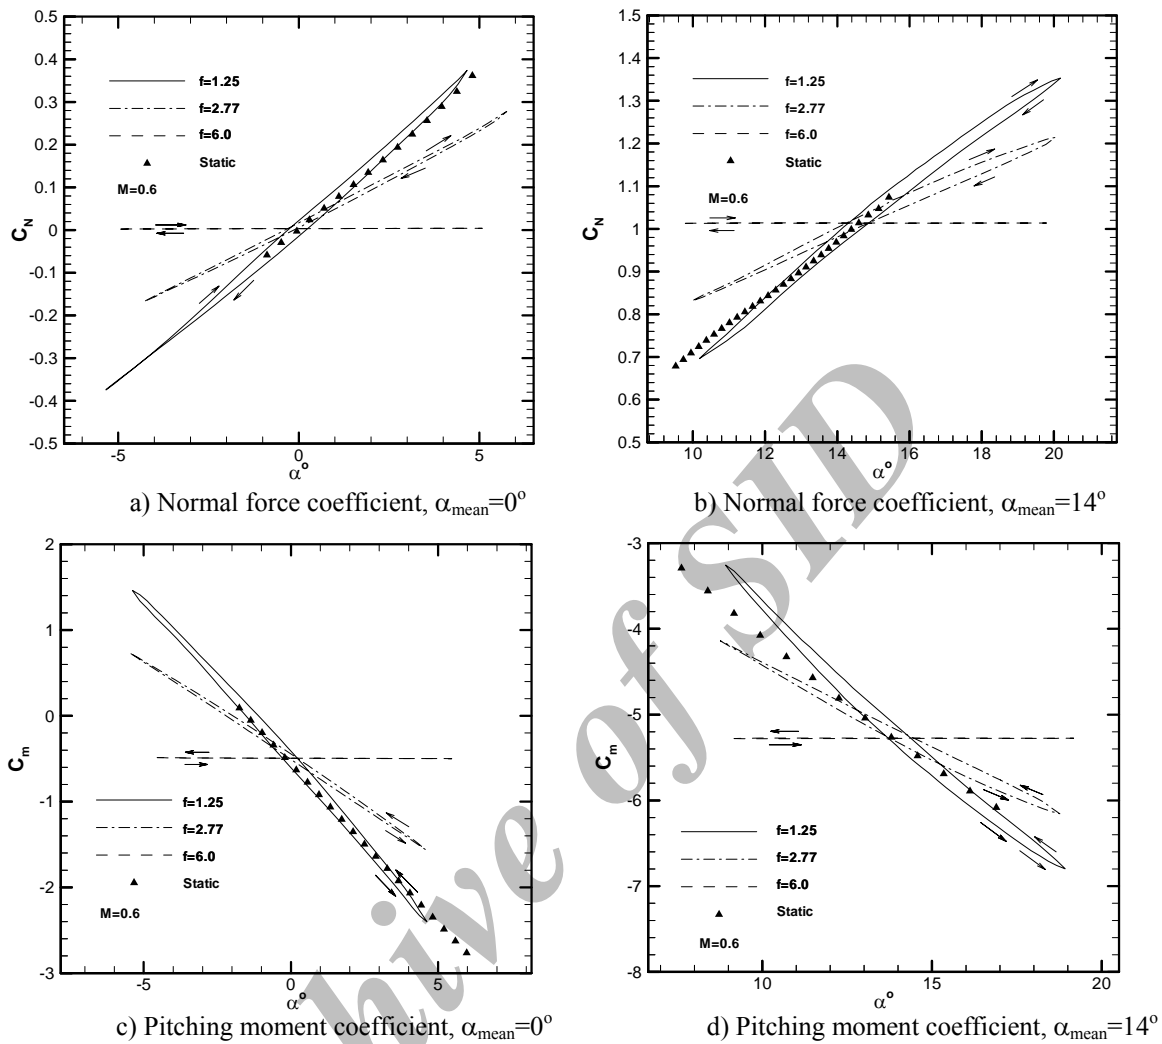 0.5
0.4
0.3
0.2
0.1
0
-0.1
-0.2
-0.3
-0.4
-0.5
C_N
f=1.25
f=2.77
f=6.0
Static
M=0.6
-5 0 5
α°
a) Normal force coefficient, α_mean=0°
1.5
1.4
1.3
1.2
1.1
1
0.9
0.8
0.7
0.6
0.5
C_N
f=1.25
f=2.77
f=6.0
Static
M=0.6
10 12 14 16 18 20
α°
b) Normal force coefficient, α_mean=14°
2
1
0
-1
-2
-3
C_m
f=1.25
f=2.77
f=6.0
Static
M=0.6
-5 0 5
α°
c) Pitching moment coefficient, α_mean=0°
-3
-4
-5
-6
-7
-8
C_m
f=1.25
f=2.77
f=6.0
Static
M=0.6
10 15 20
α°
d) Pitching moment coefficient, α_mean=14°
hive of SID